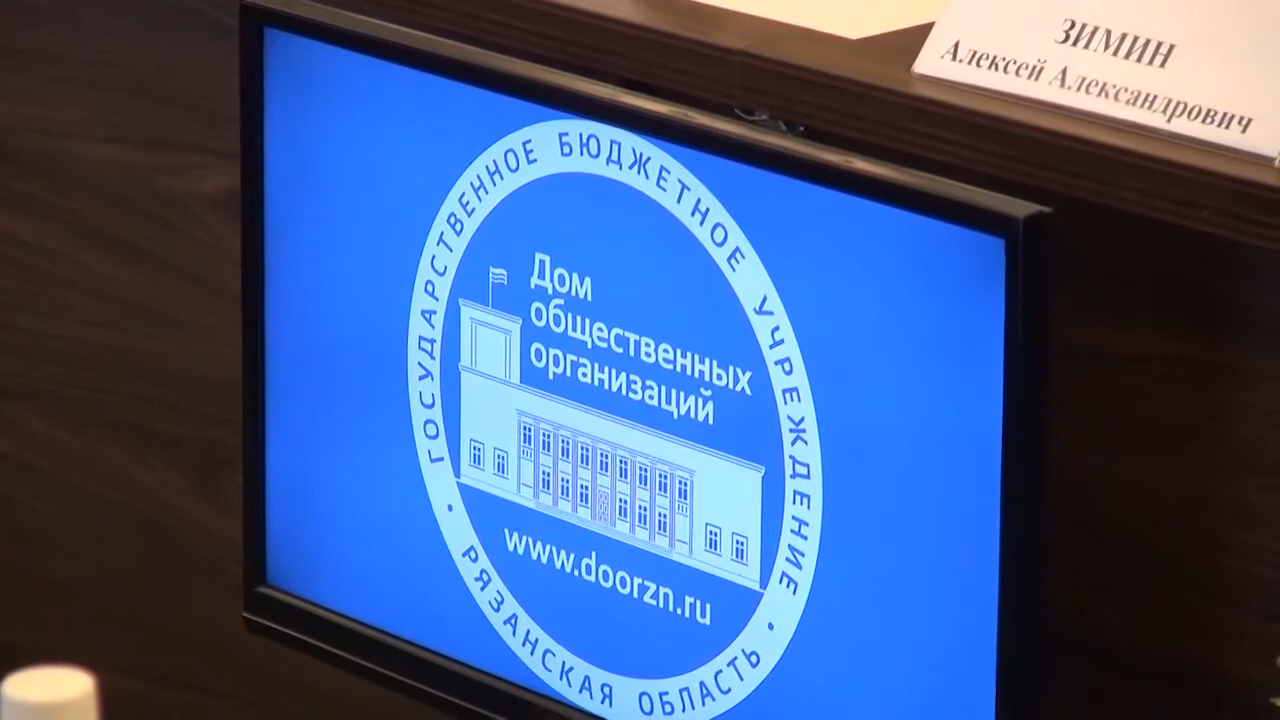 ЗИМИН
Алексей Александрович
ГОСУДАРСТВЕННОЕ БЮДЖЕТНОЕ УЧРЕЖДЕНИЕ
Дом
общественных
организаций
www.doorzn.ru
• РЯЗАНСКАЯ ОБЛАСТЬ •